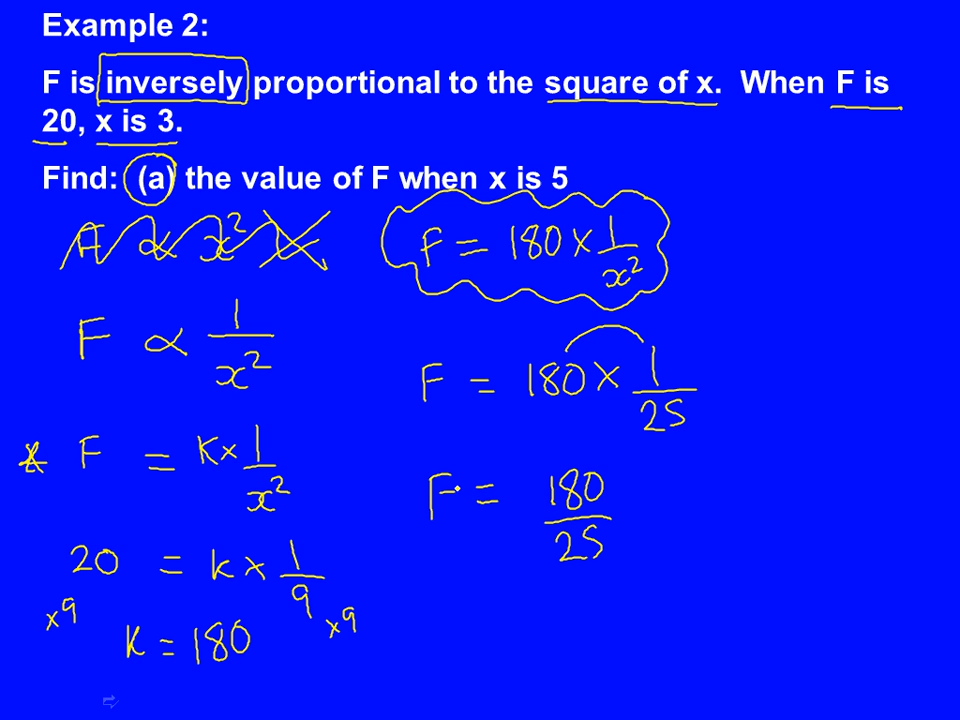 Example 2:
F is inversely proportional to the square of x. When F is
20, x is 3.
Find: (a) the value of F when x is 5
F ∝ x²
F ∝ 1/x²
F = K × 1/x²
20 = k × 1/9
×9 ×9
K = 180
F = 180 × 1/x²
F = 180 × 1/25
F = 180/25